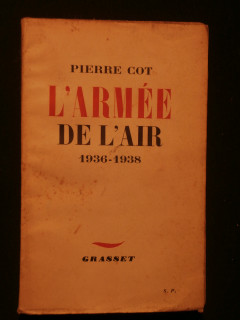 PIERRE COT
L'ARMÉE
DE L'AIR
1936-1938
GRASSET